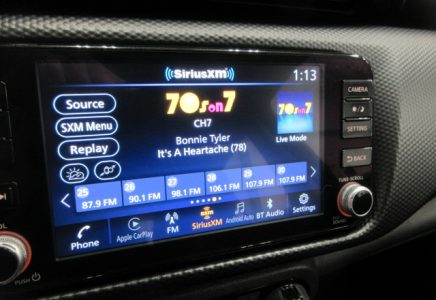 SiriusXM
1:13
Source
SXM Menu
Replay
70s on 7
CH7
Bonnie Tyler
It's A Heartache (78)
70s on 7
Live Mode
25 26 27 28 29 30
87.9 FM 96.1 FM 98.1 FM 106.1 FM 107.9 FM 107.9 FM
Phone
Apple CarPlay
FM
SiriusXM
Android Auto
BT Audio
Settings
CAMERA
SETTING
BACK
TUNE·SCROLL
PUSH